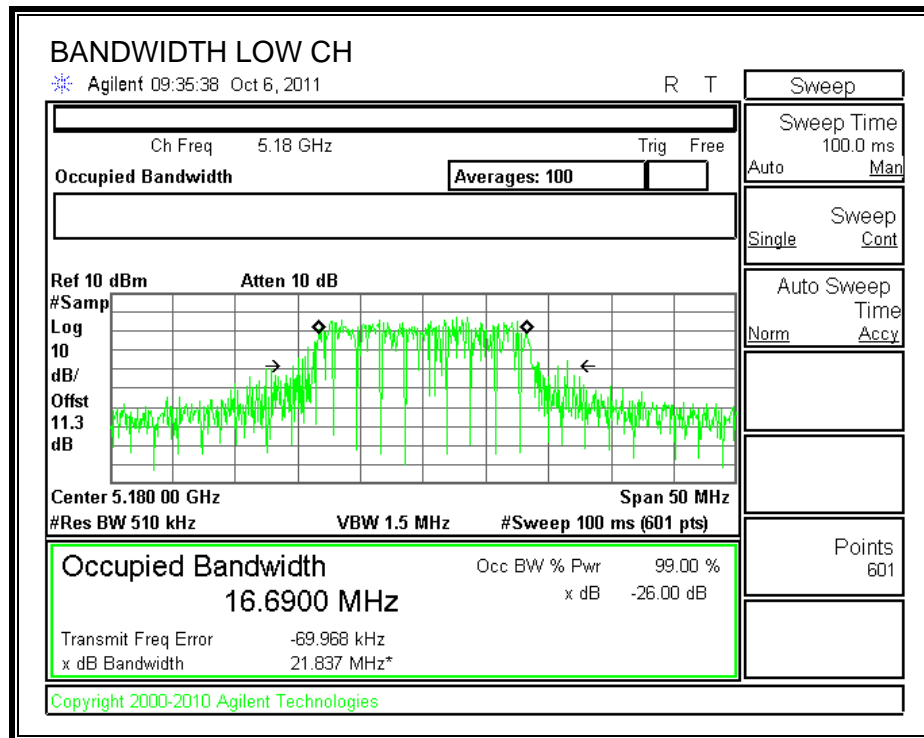 BANDWIDTH LOW CH
Agilent 09:35:38 Oct 6, 2011 R T
Sweep
Ch Freq 5.18 GHz Trig Free
Occupied Bandwidth Averages: 100
Ref 10 dBm Atten 10 dB
#Samp
Log
10
dB/
Offst
11.3
dB
Center 5.180 00 GHz Span 50 MHz
#Res BW 510 kHz VBW 1.5 MHz #Sweep 100 ms (601 pts)
Occupied Bandwidth Occ BW % Pwr 99.00 %
16.6900 MHz x dB -26.00 dB
Transmit Freq Error -69.968 kHz
x dB Bandwidth 21.837 MHz*
Copyright 2000-2010 Agilent Technologies
Sweep Time
100.0 ms
Auto Man
Sweep
Single Cont
Auto Sweep
Time
Norm Accy
Points
601